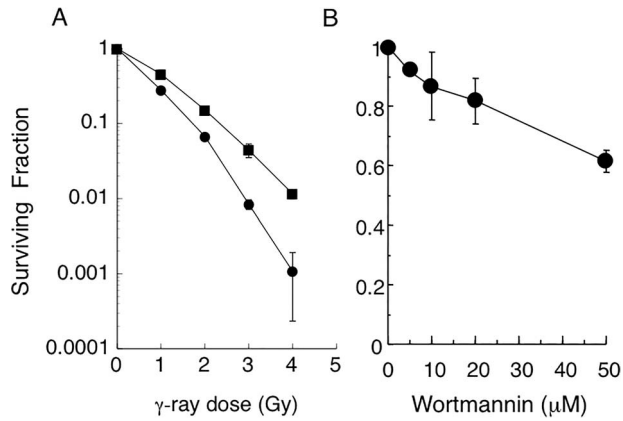 A
B
Surviving Fraction
1
0.1
0.01
0.001
0.0001
0 1 2 3 4 5
γ-ray dose (Gy)
1
0.8
0.6
0.4
0.2
0
0 10 20 30 40 50
Wortmannin (μM)